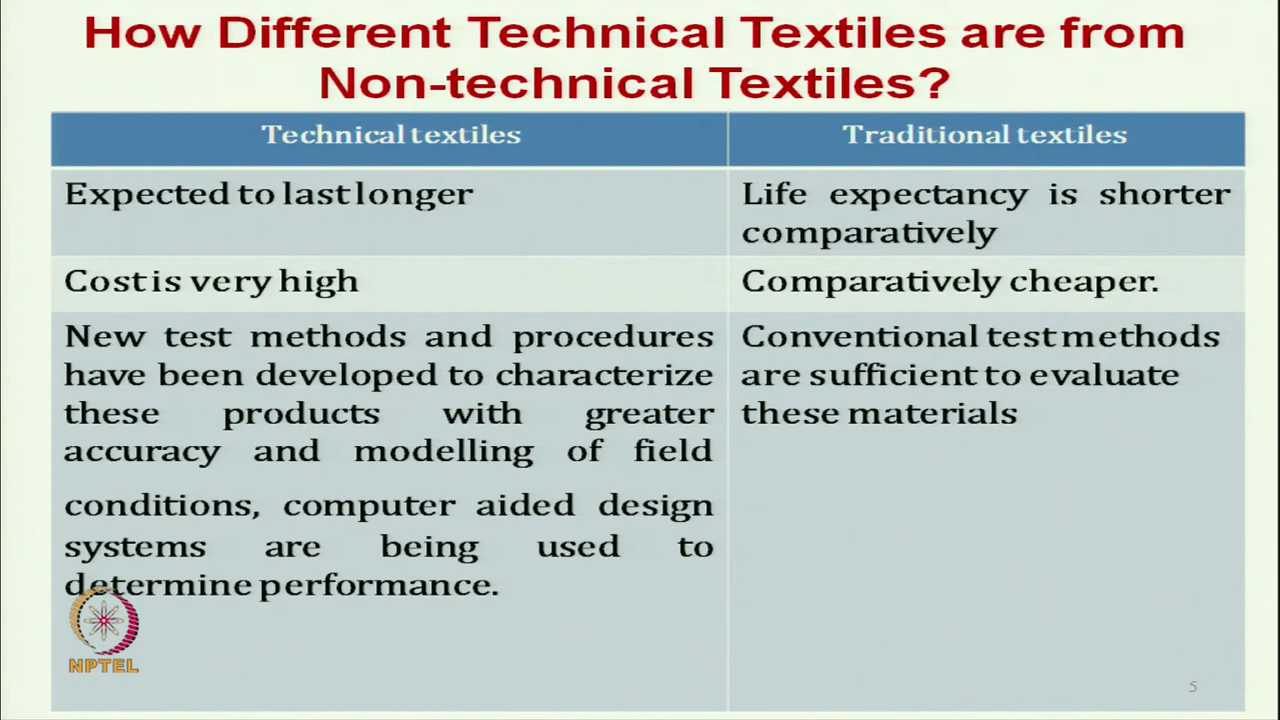 How Different Technical Textiles are from
Non-technical Textiles?
Technical textiles
Traditional textiles
Expected to last longer
Life expectancy is shorter
comparatively
Cost is very high
Comparatively cheaper.
New test methods and procedures
have been developed to characterize
these products with greater
accuracy and modelling of field
conditions, computer aided design
systems are being used to
determine performance.
Conventional test methods
are sufficient to evaluate
these materials
NPTEL
5